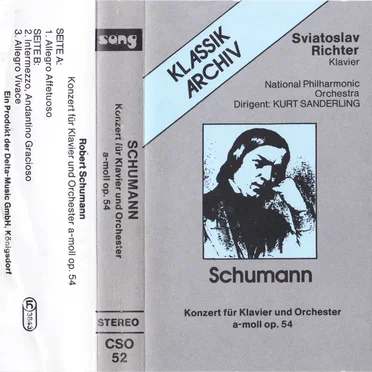 SEITE A:
1. Allegro Affetuoso
SEITE B:
2. Intermezzo, Andantino Gracioso
3. Allegro Vivace
Robert Schumann
Konzert für Klavier und Orchester a-moll op. 54
Ein Produkt der Delta-Music GmbH, Königsdorf
song
SCHUMANN
Konzert für Klavier und Orchester
a-moll op. 54
STEREO
CSO
52
KLASSIK
ARCHIV
Sviatoslav
Richter
Klavier
National Philharmonic
Orchestra
Dirigent: KURT SANDERLING
Schumann
Konzert für Klavier und Orchester
a-moll op. 54